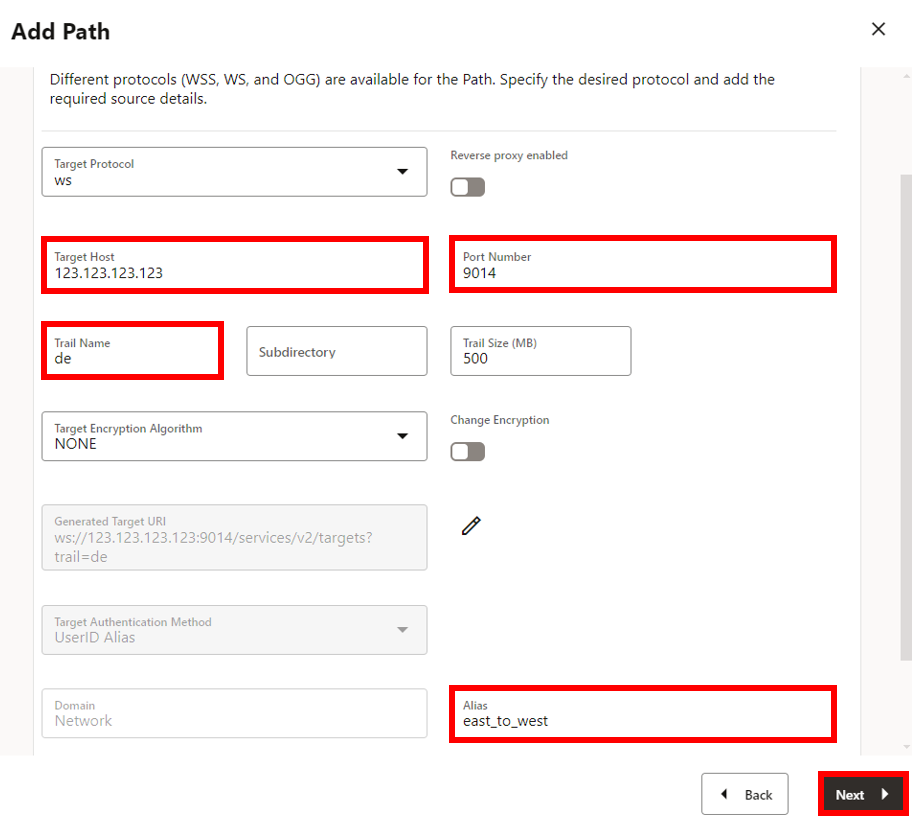 Add Path
Different protocols (WSS, WS, and OGG) are available for the Path. Specify the desired protocol and add the
required source details.
Target Protocol
ws
Reverse proxy enabled
Target Host
123.123.123.123
Port Number
9014
Trail Name
de
Subdirectory
Trail Size (MB)
500
Target Encryption Algorithm
NONE
Change Encryption
Generated Target URI
ws://123.123.123.123:9014/services/v2/targets?
trail=de
Target Authentication Method
UserID Alias
Domain
Network
Alias
east_to_west
Back
Next